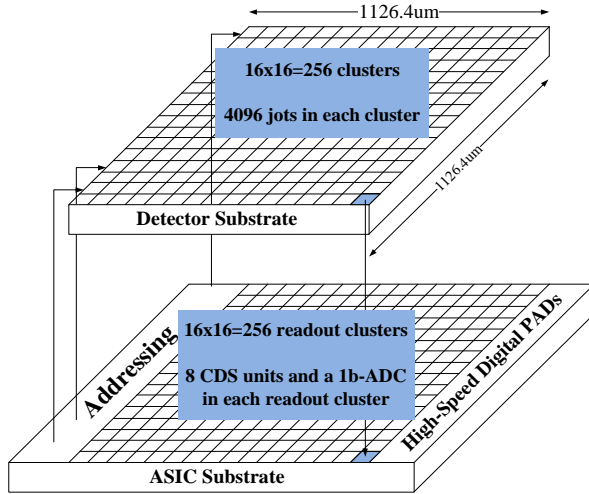 1126.4um
16x16=256 clusters
4096 jots in each cluster
1126.4um
Detector Substrate
Addressing
16x16=256 readout clusters
8 CDS units and a 1b-ADC
in each readout cluster
High-Speed Digital PADs
ASIC Substrate